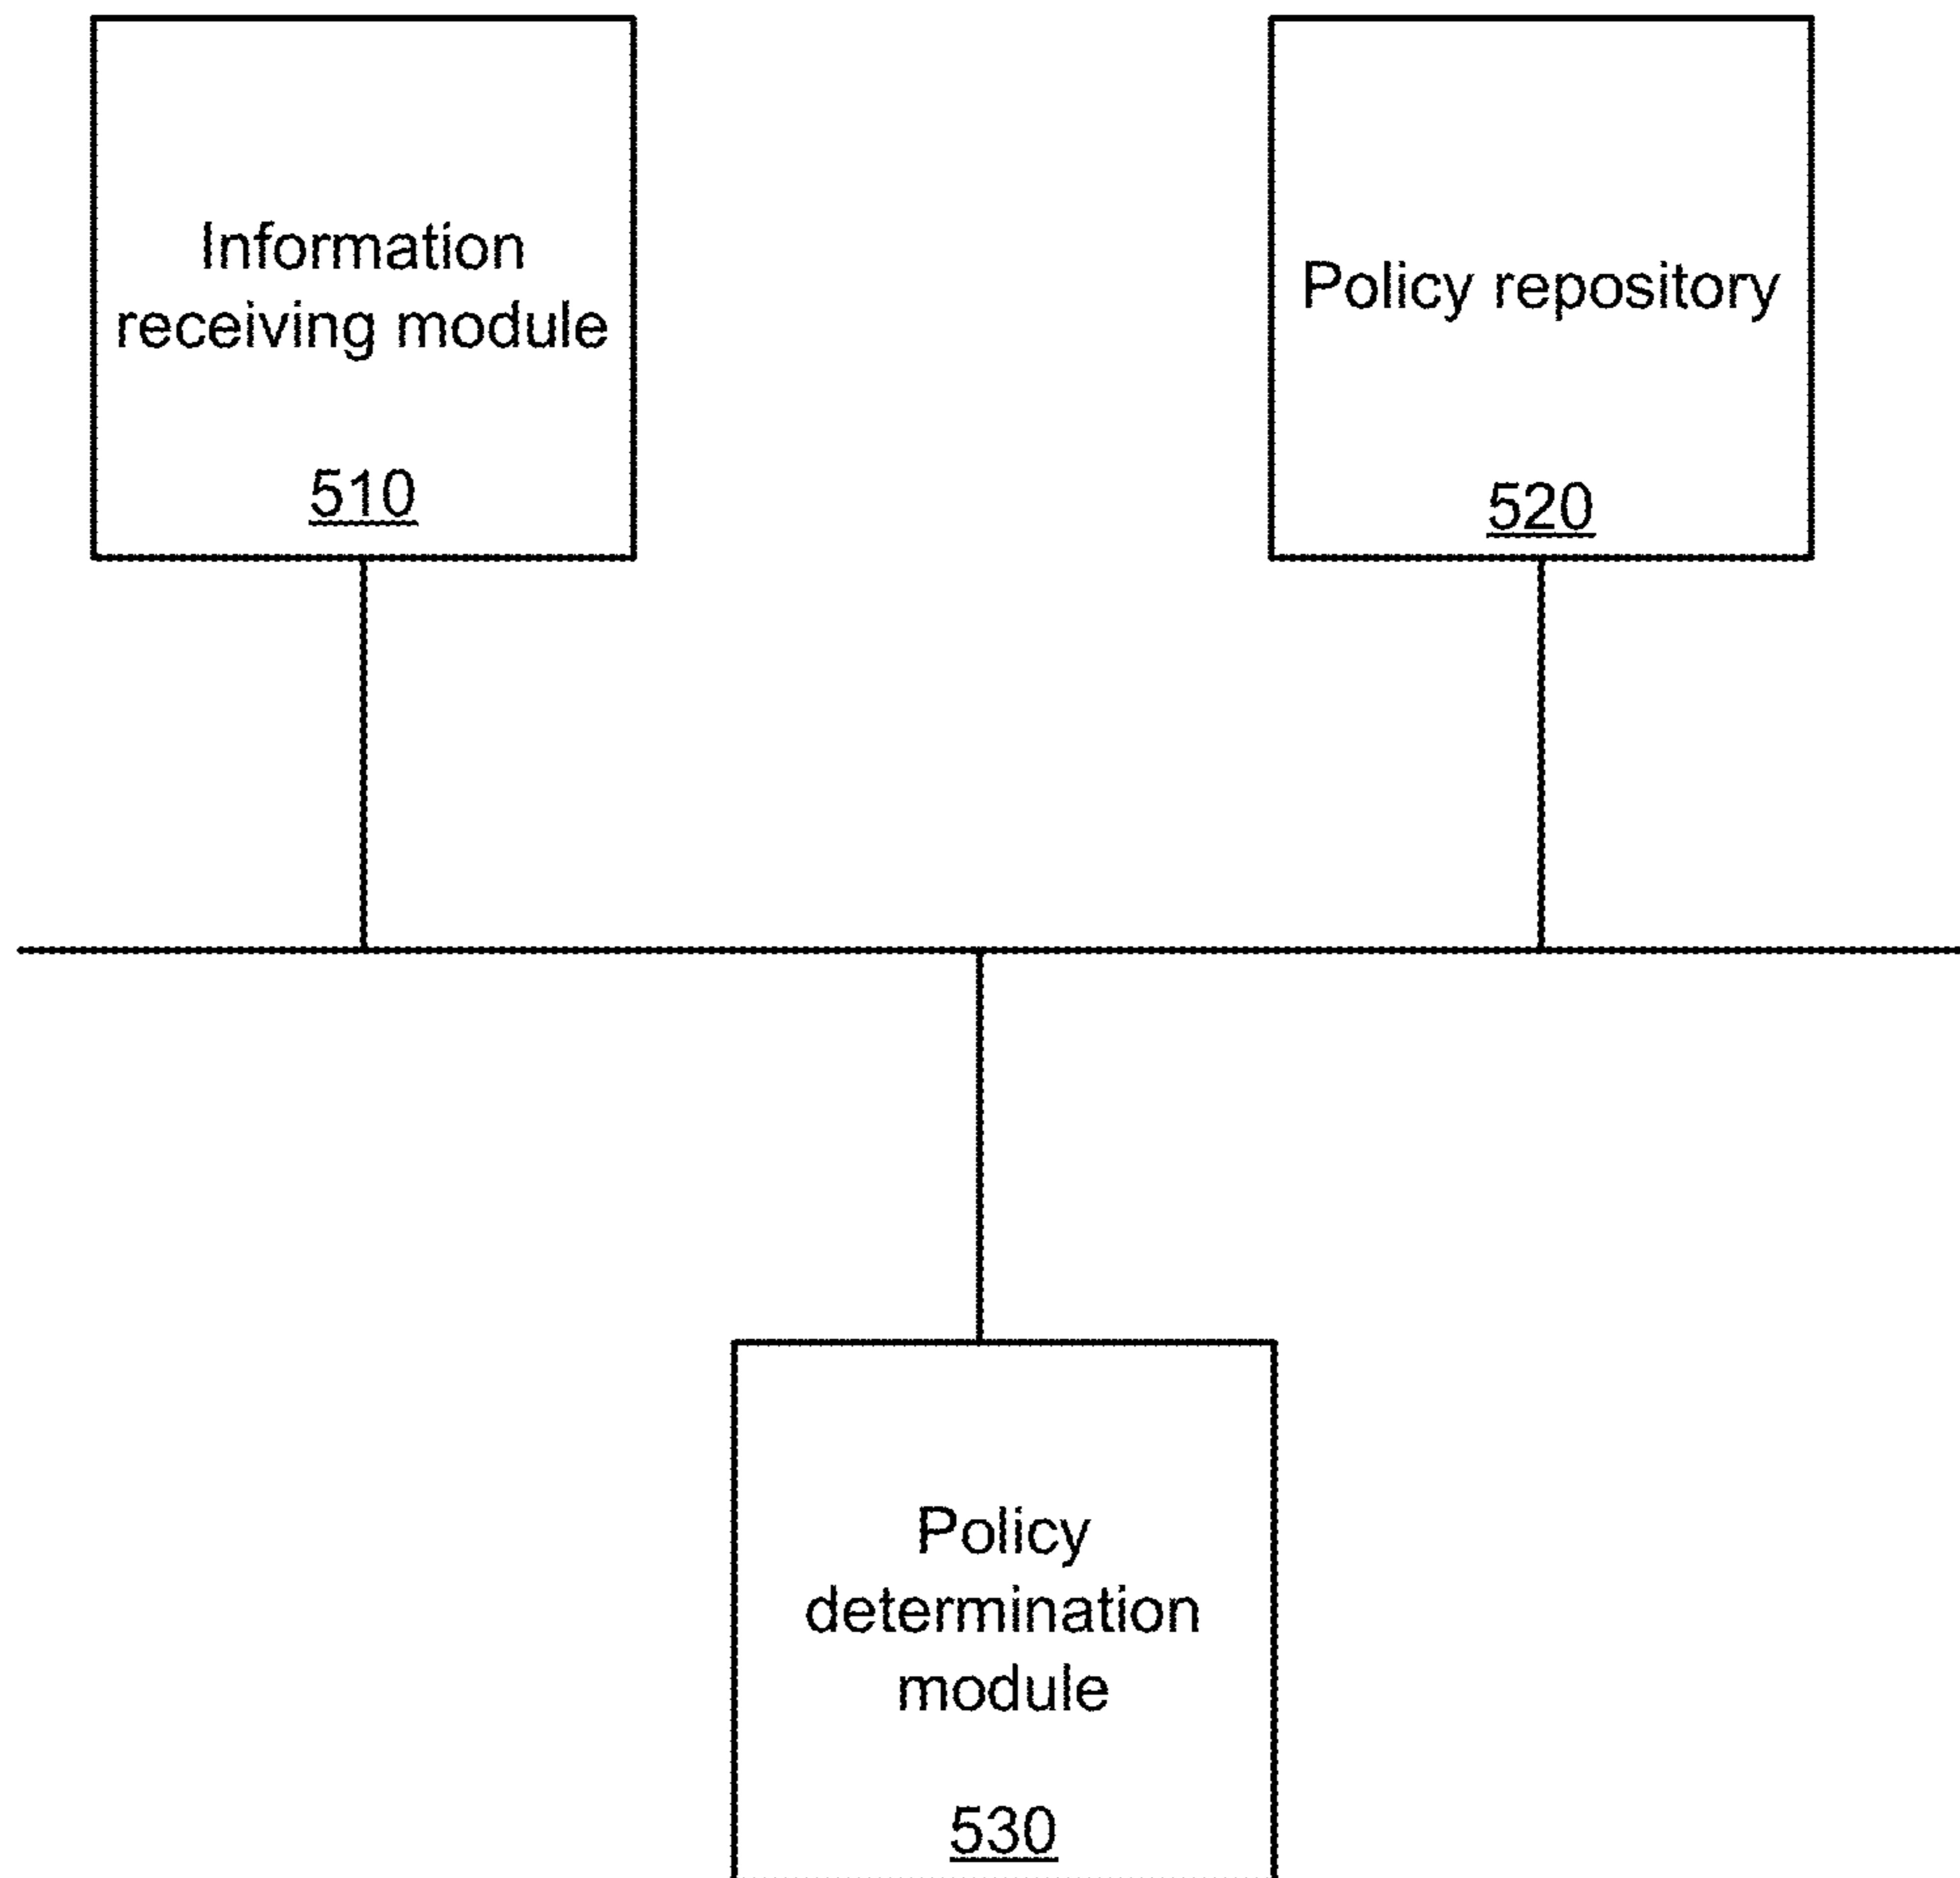 Information
receiving module
510
Policy repository
520
Policy
determination
module
530